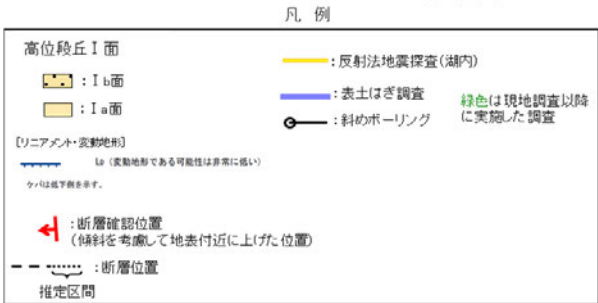 凡 例
高位段丘Ⅰ面
：Ⅰb面
：Ⅰa面
[リニアメント・変動地形]
LD（変動地形である可能性は非常に低い）
ケバは低下側を示す。
：断層確認位置
（傾斜を考慮して地表付近に上げた位置）
：断層位置
推定区間
：反射法地震探査（湖内）
：表土はぎ調査
：斜めボーリング
緑色は現地調査以降
に実施した調査